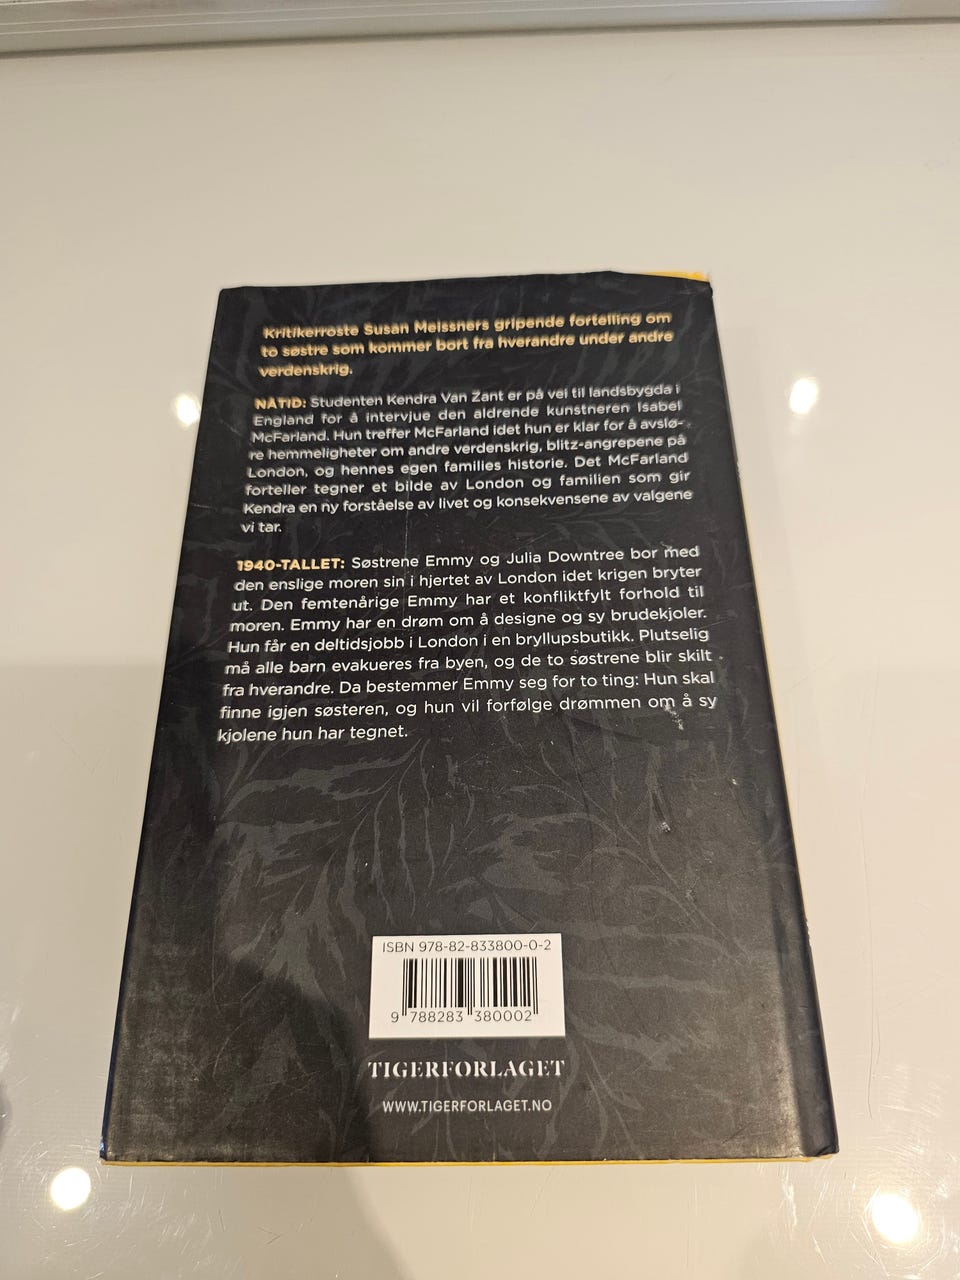 Kritikerroste Susan Meissners gripende fortelling om
to søstre som kommer bort fra hverandre under andre
verdenskrig.
NÅTID: Studenten Kendra Van Zant er på vei til landsbygda i
England for å intervjue den aldrende kunstneren Isabel
McFarland. Hun treffer McFarland idet hun er klar for å avslø-
re hemmeligheter om andre verdenskrig, blitz-angrepene på
London, og hennes egen families historie. Det McFarland
forteller tegner et bilde av London og familien som gir
Kendra en ny forståelse av livet og konsekvensene av valgene
vi tar.
1940-TALLET: Søstrene Emmy og Julia Downtree bor med
den enslige moren sin i hjertet av London idet krigen bryter
ut. Den femtenårige Emmy har et konfliktfylt forhold til
moren. Emmy har en drøm om å designe og sy brudekjoler.
Hun får en deltidsjobb i London i en bryllupsbutikk. Plutselig
må alle barn evakueres fra byen, og de to søstrene blir skilt
fra hverandre. Da bestemmer Emmy seg for to ting: Hun skal
finne igjen søsteren, og hun vil forfølge drømmen om å sy
kjolene hun har tegnet.
ISBN 978-82-833800-0-2
9 788283 380002
TIGERFORLAGET
WWW.TIGERFORLAGET.NO